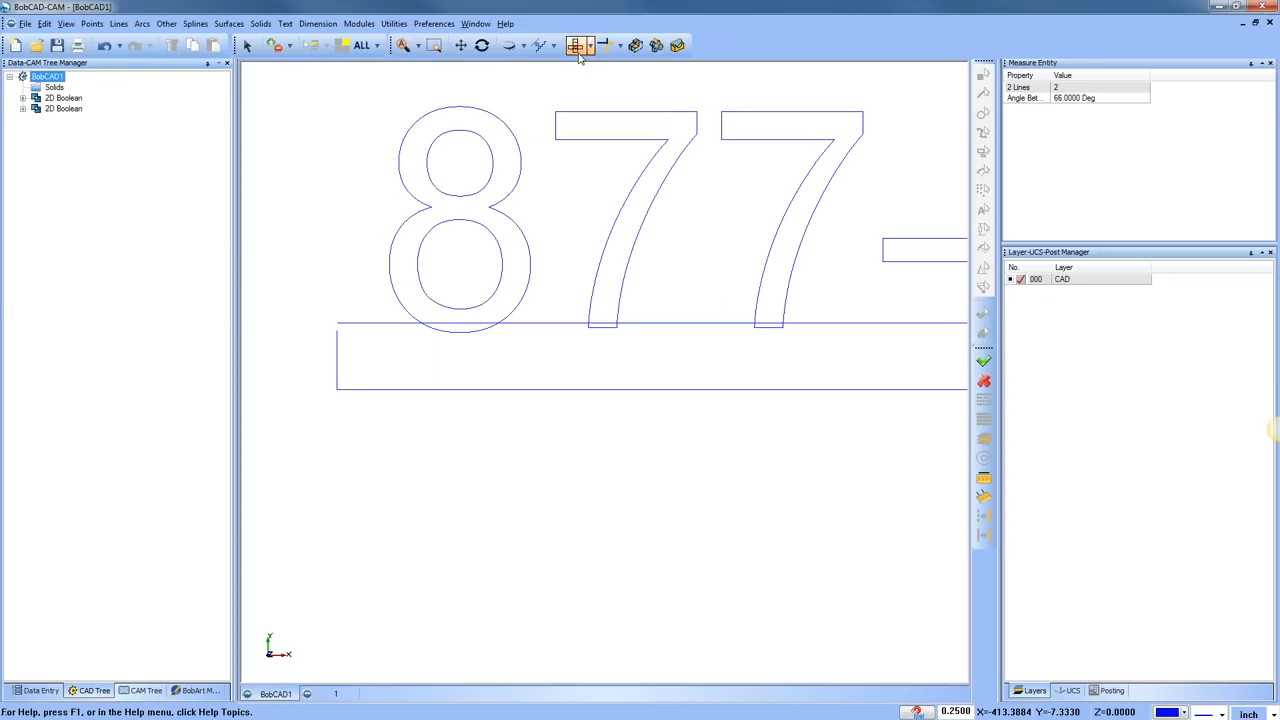 BobCAD-CAM - [BobCAD1]
File Edit View Points Lines Arcs Other Splines Surfaces Solids Text Dimension Modules Utilities Preferences Window Help
ALL
Data-CAM Tree Manager
BobCAD1
Solids
2D Boolean
2D Boolean
877-
Y
X
Z
Measure Entity
Property Value
2 Lines 2
Angle Bet... 66.0000 Deg
Layer-UCS-Post Manager
No. Layer
000 CAD
Data Entry CAD Tree CAM Tree BobArt M...
BobCAD1 1
Layers UCS Posting
For Help, press F1, or in the Help menu, click Help Topics. 0.2500 X=-413.3884 Y=-7.3330 Z=0.0000 inch